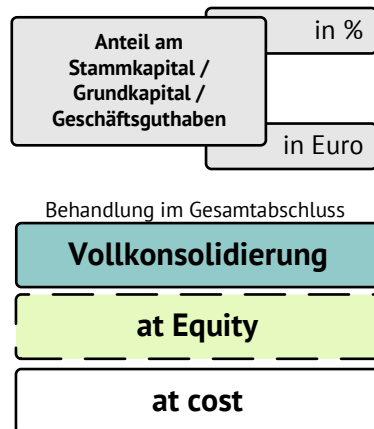 Anteil am
Stammkapital /
Grundkapital /
Geschäftsguthaben
in %
in Euro
Behandlung im Gesamtabschluss
Vollkonsolidierung
at Equity
at cost